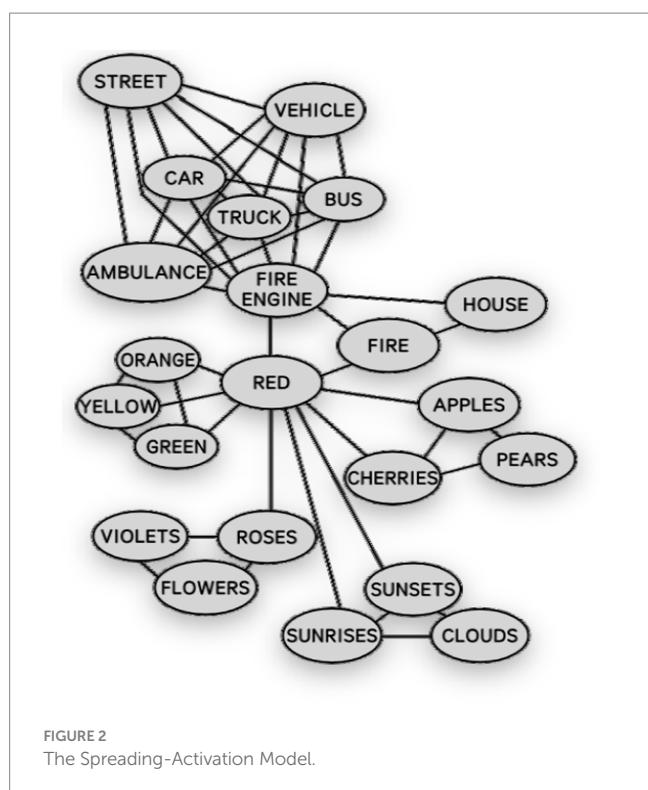 STREET
VEHICLE
CAR
BUS
TRUCK
AMBULANCE
FIRE
ENGINE
HOUSE
FIRE
ORANGE
RED
YELLOW
APPLES
GREEN
PEARS
CHERRIES
VIOLETS
ROSES
FLOWERS
SUNSETS
SUNRISES
CLOUDS
FIGURE 2
The Spreading-Activation Model.